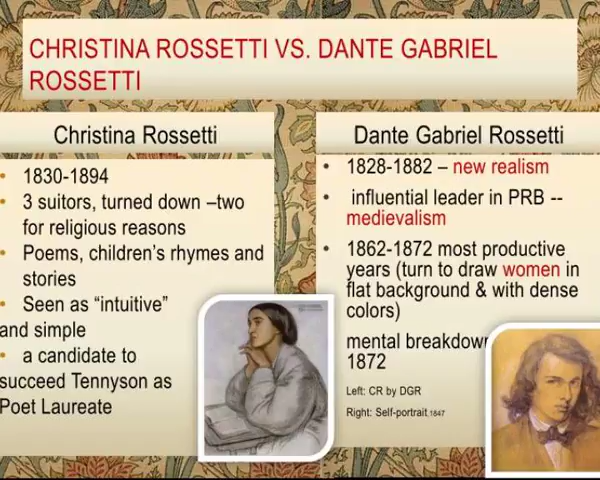 CHRISTINA ROSSETTI VS. DANTE GABRIEL
ROSSETTI
Christina Rossetti
• 1830-1894
• 3 suitors, turned down –two
for religious reasons
• Poems, children's rhymes and
stories
• Seen as “intuitive”
and simple
• a candidate to
succeed Tennyson as
Poet Laureate
Dante Gabriel Rossetti
• 1828-1882 – new realism
• influential leader in PRB --
medievalism
• 1862-1872 most productive
years (turn to draw women in
flat background & with dense
colors)
mental breakdown
1872
Left: CR by DGR
Right: Self-portrait 1847